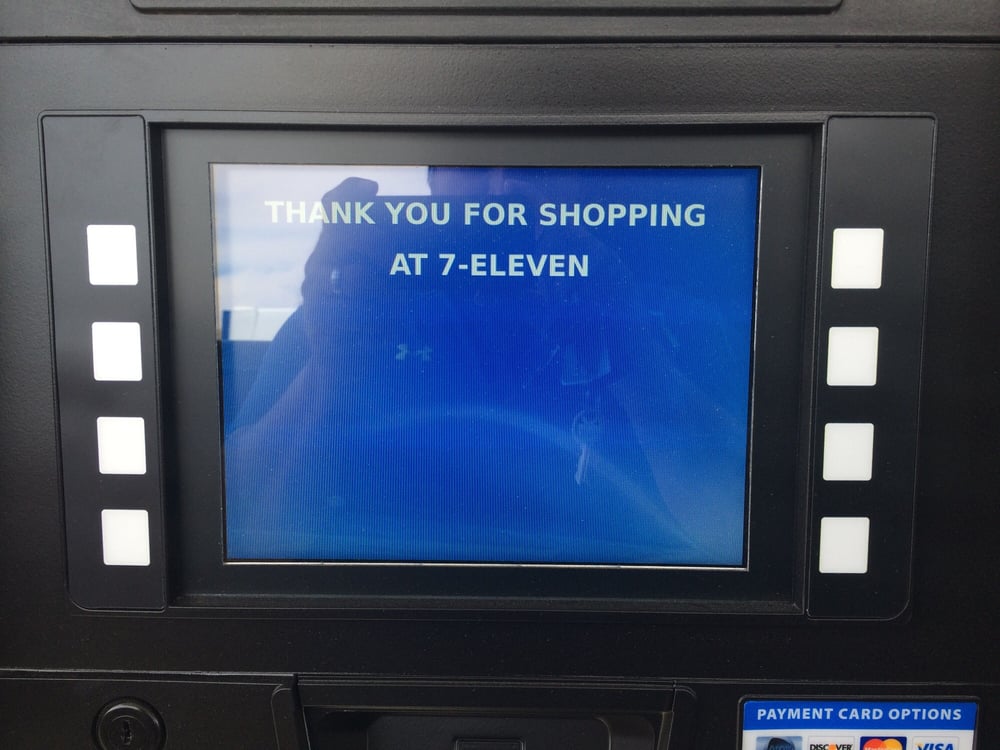 THANK YOU FOR SHOPPING
AT 7-ELEVEN
PAYMENT CARD OPTIONS
DISCOVER
VISA